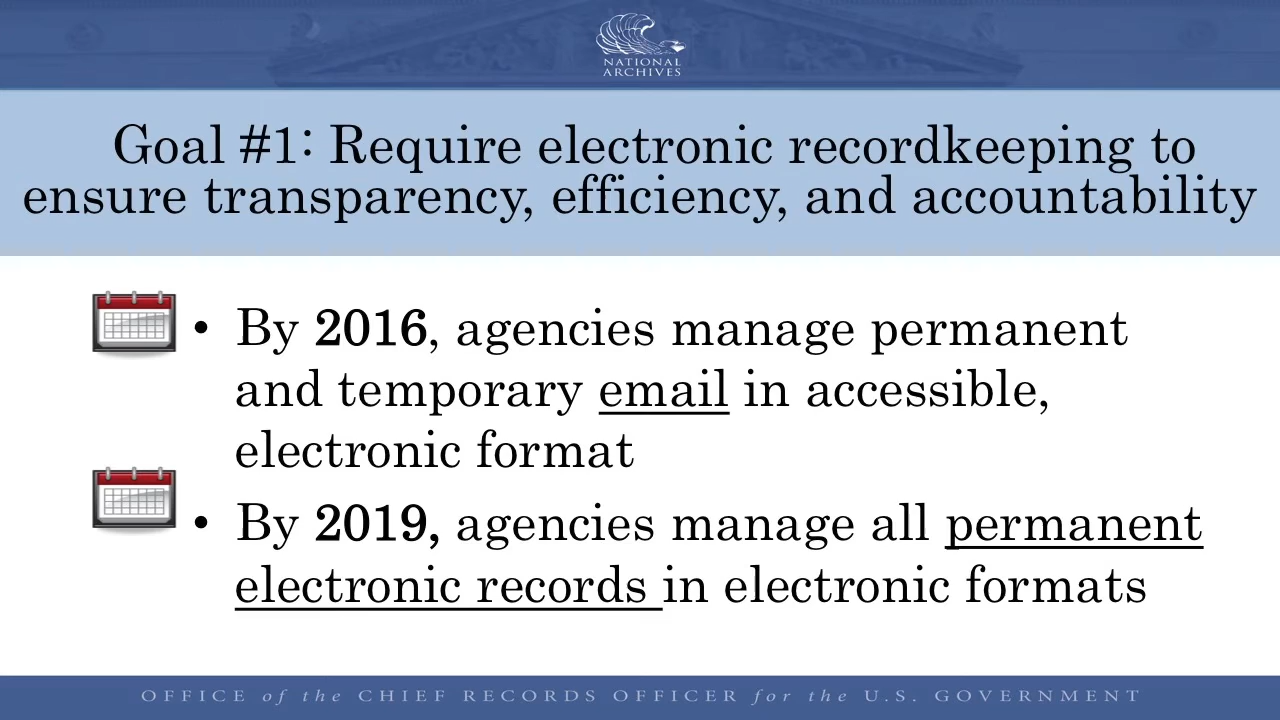 NATIONAL
ARCHIVES
Goal #1: Require electronic recordkeeping to
ensure transparency, efficiency, and accountability
• By 2016, agencies manage permanent
and temporary email in accessible,
electronic format
• By 2019, agencies manage all permanent
electronic records in electronic formats
OFFICE of the CHIEF RECORDS OFFICER for the U.S. GOVERNMENT